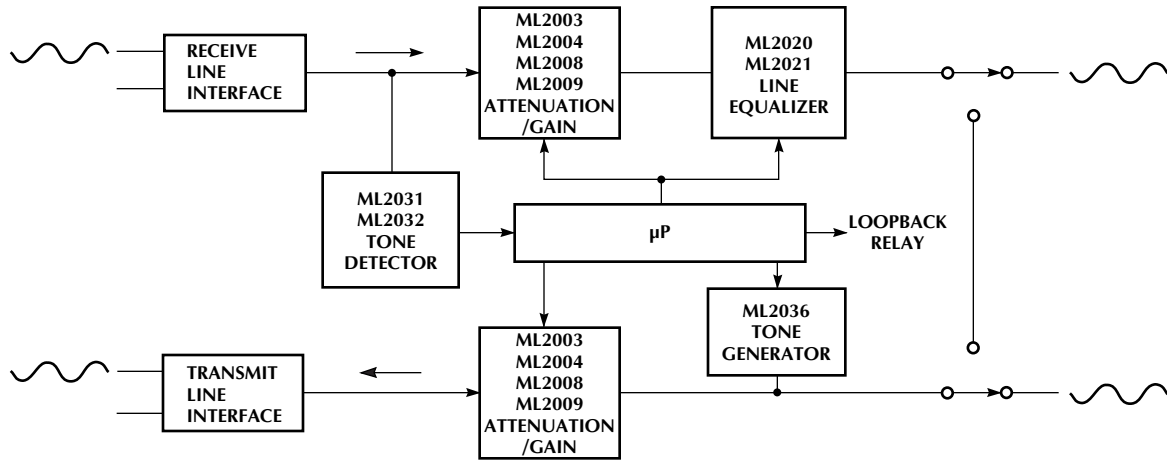 RECEIVE
LINE
INTERFACE
ML2003
ML2004
ML2008
ML2009
ATTENUATION
/GAIN
ML2020
ML2021
LINE
EQUALIZER
ML2031
ML2032
TONE
DETECTOR
µP
LOOPBACK
RELAY
TRANSMIT
LINE
INTERFACE
ML2003
ML2004
ML2008
ML2009
ATTENUATION
/GAIN
ML2036
TONE
GENERATOR